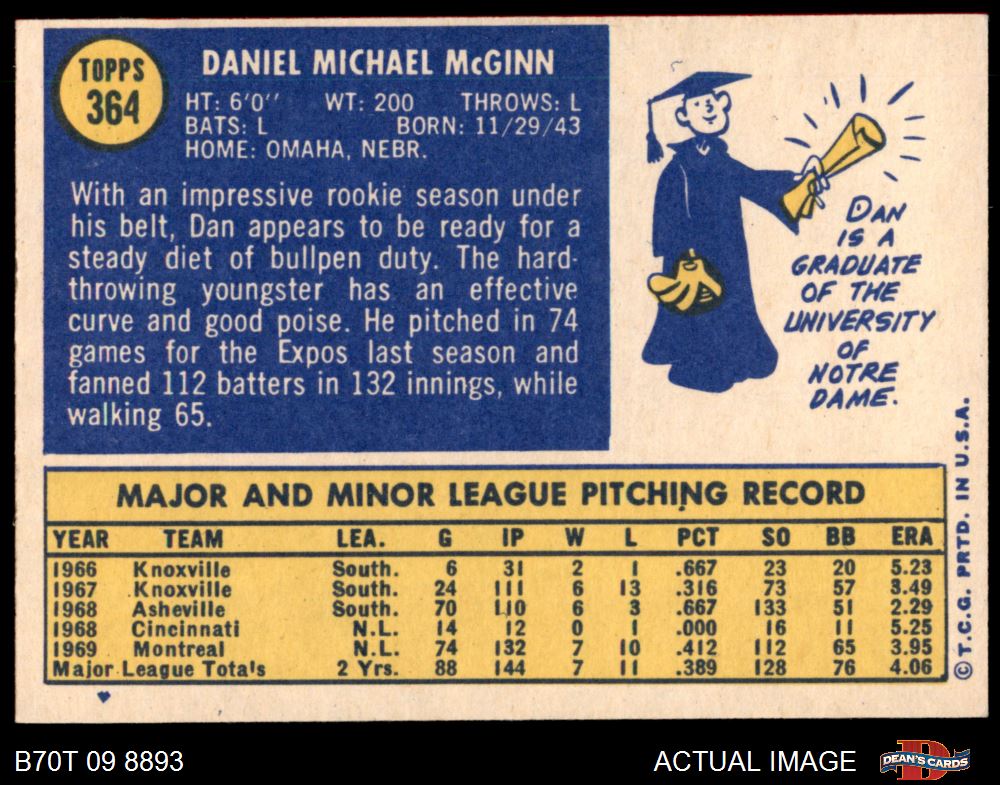 TOPPS
364
DANIEL MICHAEL McGINN
HT: 6'0'' WT: 200 THROWS: L
BATS: L BORN: 11/29/43
HOME: OMAHA, NEBR.
With an impressive rookie season under
his belt, Dan appears to be ready for a
steady diet of bullpen duty. The hard-
throwing youngster has an effective
curve and good poise. He pitched in 74
games for the Expos last season and
fanned 112 batters in 132 innings, while
walking 65.
DAN
IS A
GRADUATE
OF THE
UNIVERSITY
OF
NOTRE
DAME.
MAJOR AND MINOR LEAGUE PITCHING RECORD
YEAR TEAM LEA. G IP W L PCT SO BB ERA
1966 Knoxville South. 6 31 2 1 .667 23 20 5.23
1967 Knoxville South. 24 111 6 13 .316 73 57 3.49
1968 Asheville South. 70 110 6 3 .667 133 51 2.29
1968 Cincinnati N.L. 14 12 0 1 .000 16 11 5.25
1969 Montreal N.L. 74 132 7 10 .412 112 65 3.95
Major League Totals 2 Yrs. 88 144 7 11 .389 128 76 4.06
© T.C.G. PRTD. IN U.S.A.
B70T 09 8893
ACTUAL IMAGE
D
DEAN'S CARDS